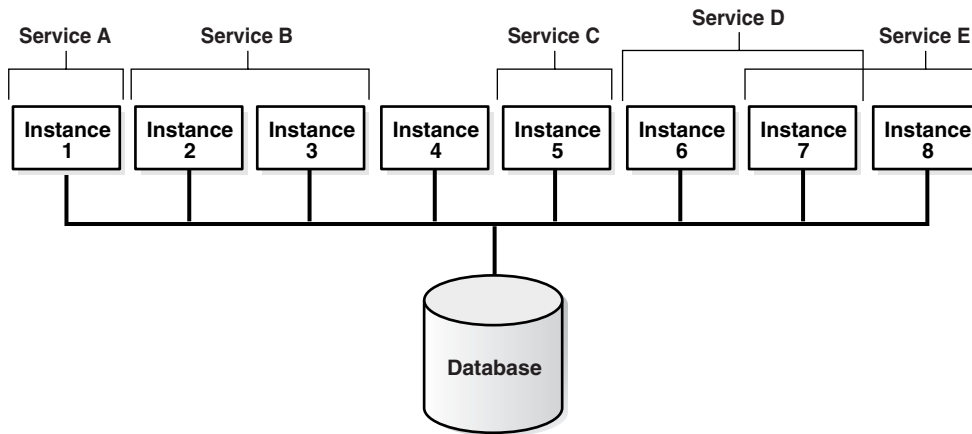 Service D
Service A
Service B
Service C
Service E
Instance
1
Instance
2
Instance
3
Instance
4
Instance
5
Instance
6
Instance
7
Instance
8
Database